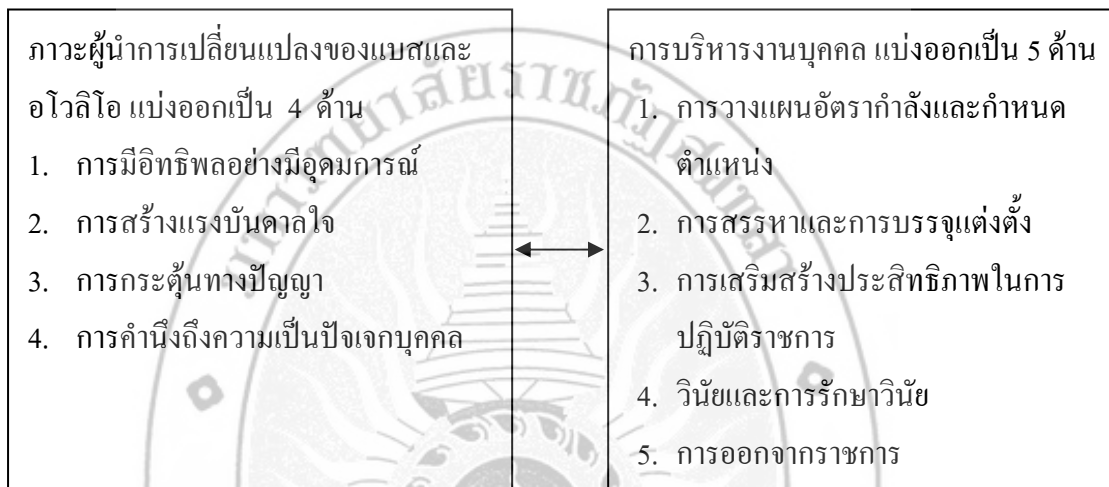 ภาวะผู้นำการเปลี่ยนแปลงของแบสและ
อโวลิโอ แบ่งออกเป็น 4 ด้าน
1. การมีอิทธิพลอย่างมีอุดมการณ์
2. การสร้างแรงบันดาลใจ
3. การกระตุ้นทางปัญญา
4. การคำนึงถึงความเป็นปัจเจกบุคคล
การบริหารงานบุคคล แบ่งออกเป็น 5 ด้าน
1. การวางแผนอัตรากำลังและกำหนด
ตำแหน่ง
2. การสรรหาและการบรรจุแต่งตั้ง
3. การเสริมสร้างประสิทธิภาพในการ
ปฏิบัติราชการ
4. วินัยและการรักษาวินัย
5. การออกจากราชการ